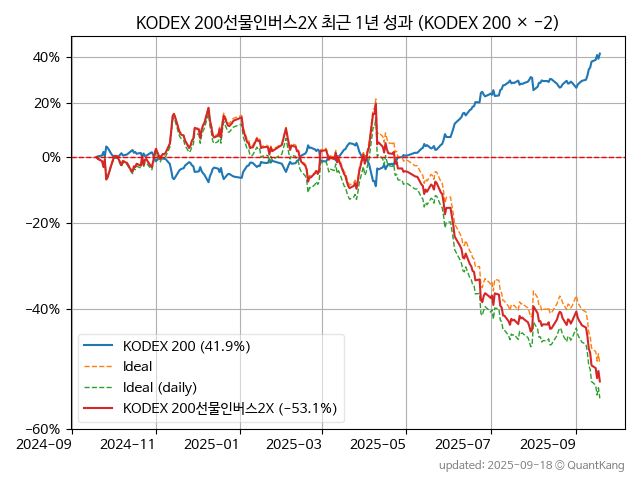 KODEX 200선물인버스2X 최근 1년 성과 (KODEX 200 × −2)
40%
20%
0%
−20%
−40%
−60%
KODEX 200 (41.9%)
Ideal
Ideal (daily)
KODEX 200선물인버스2X (−53.1%)
2024-09 2024-11 2025-01 2025-03 2025-05 2025-07 2025-09
updated: 2025-09-18 © QuantKang